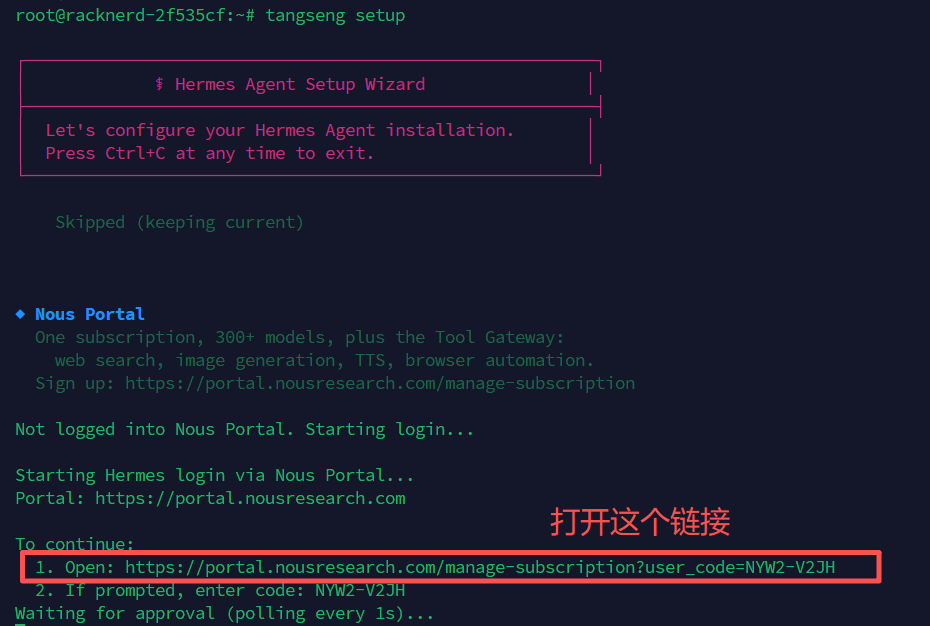 root@racknerd-2f535cf:~# tangseng setup
⚕ Hermes Agent Setup Wizard
Let's configure your Hermes Agent installation.
Press Ctrl+C at any time to exit.
Skipped (keeping current)
◆ Nous Portal
One subscription, 300+ models, plus the Tool Gateway:
web search, image generation, TTS, browser automation.
Sign up: https://portal.nousresearch.com/manage-subscription
Not logged into Nous Portal. Starting login...
Starting Hermes login via Nous Portal...
Portal: https://portal.nousresearch.com
打开这个链接
To continue:
1. Open: https://portal.nousresearch.com/manage-subscription?user_code=NYW2-V2JH
2. If prompted, enter code: NYW2-V2JH
Waiting for approval (polling every 1s)...